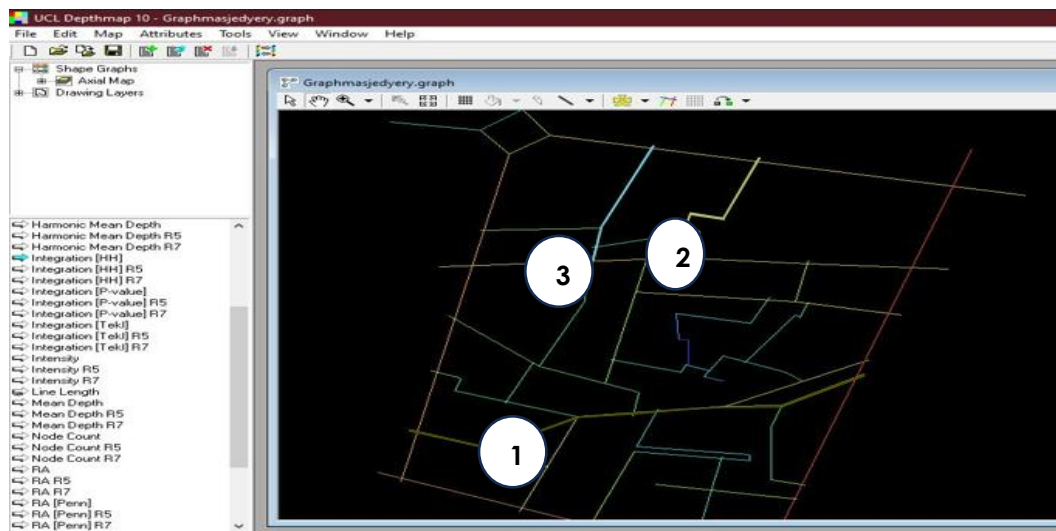 UCL Depthmap 10 - Graphmasjedyery.graph
File Edit Map Attributes Tools View Window Help
Shape Graphs
Axial Map
Drawing Layers
Harmonic Mean Depth
Harmonic Mean Depth R5
Harmonic Mean Depth R7
Integration [HH]
Integration [HH] R5
Integration [HH] R7
Integration [P-value]
Integration [P-value] R5
Integration [P-value] R7
Integration [Tekl]
Integration [Tekl] R5
Integration [Tekl] R7
Intensity
Intensity R5
Intensity R7
Line Length
Mean Depth
Mean Depth R5
Mean Depth R7
Node Count
Node Count R5
Node Count R7
RA
RA R5
RA R7
RA [Penn]
RA [Penn] R5
RA [Penn] R7
Graphmasjedyery.graph
2
3
1